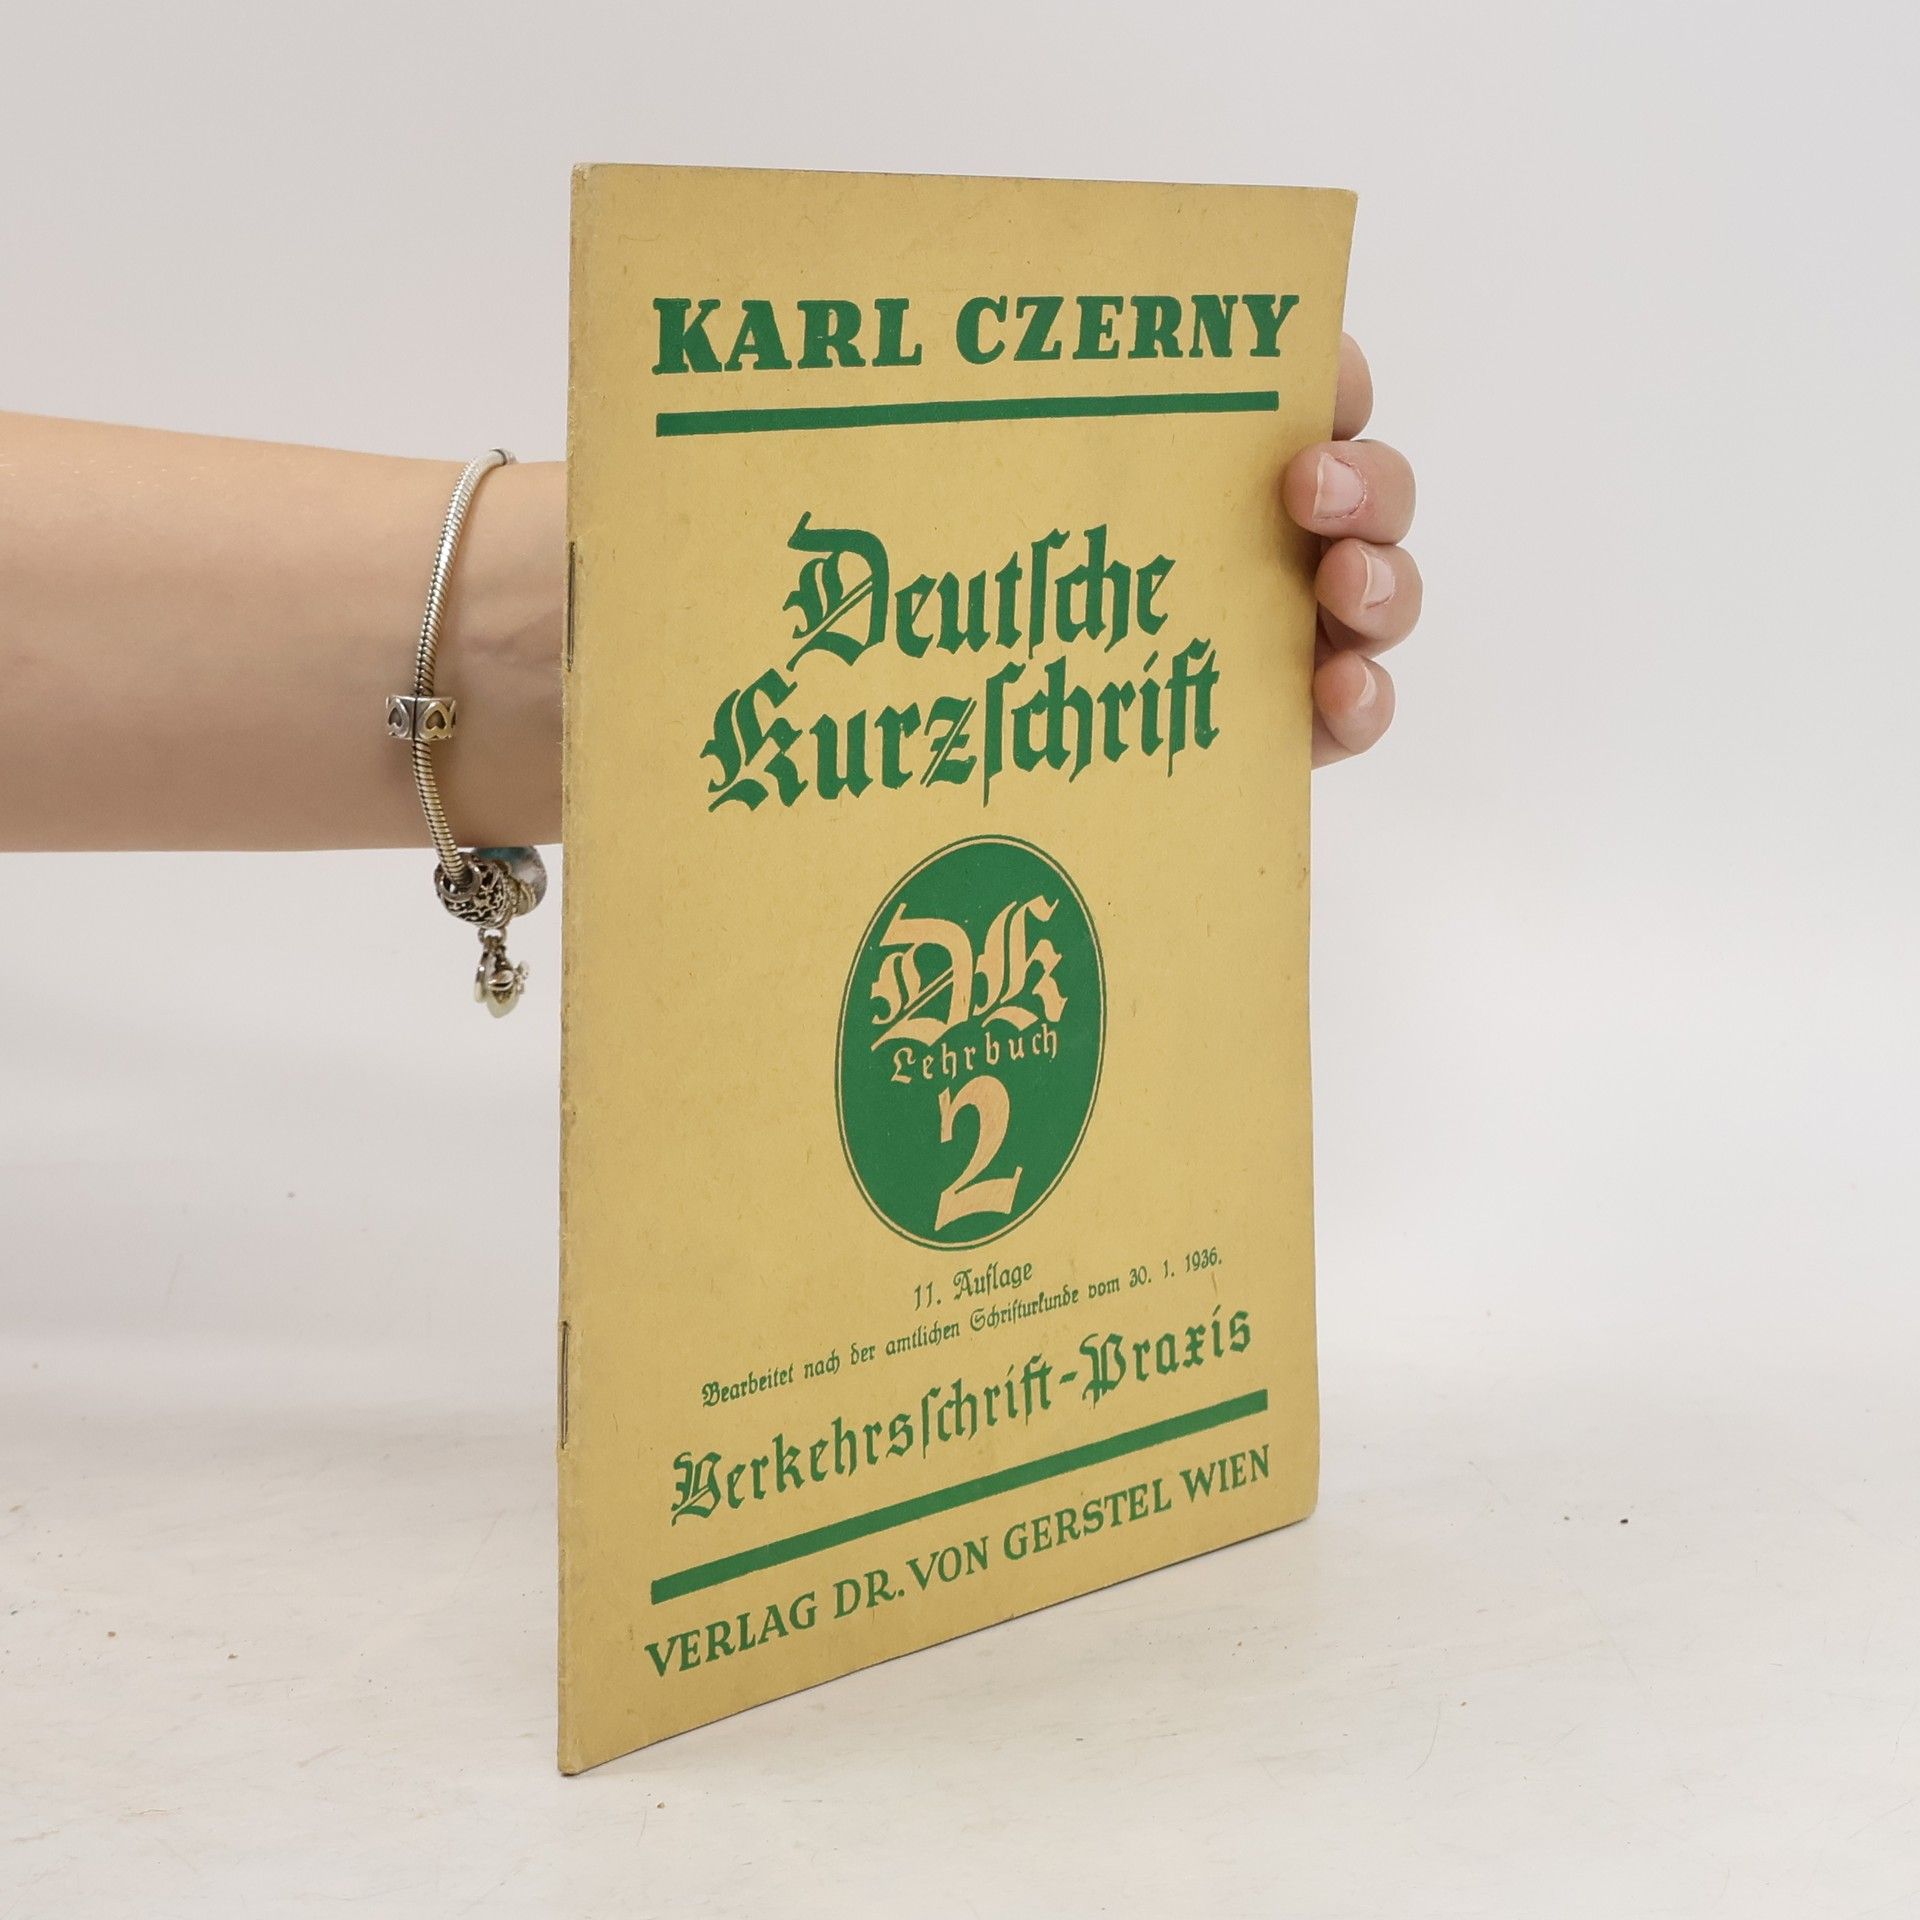 KARL CZERNY
Deutſche
Kurzſchrift
DK
Lehrbuch
2
11. Auflage
Bearbeitet nach der amtlichen Schrifturkunde vom 30. 1. 1936.
Verkehrsſchrift-Praxis
VERLAG DR. VON GERSTEL WIEN